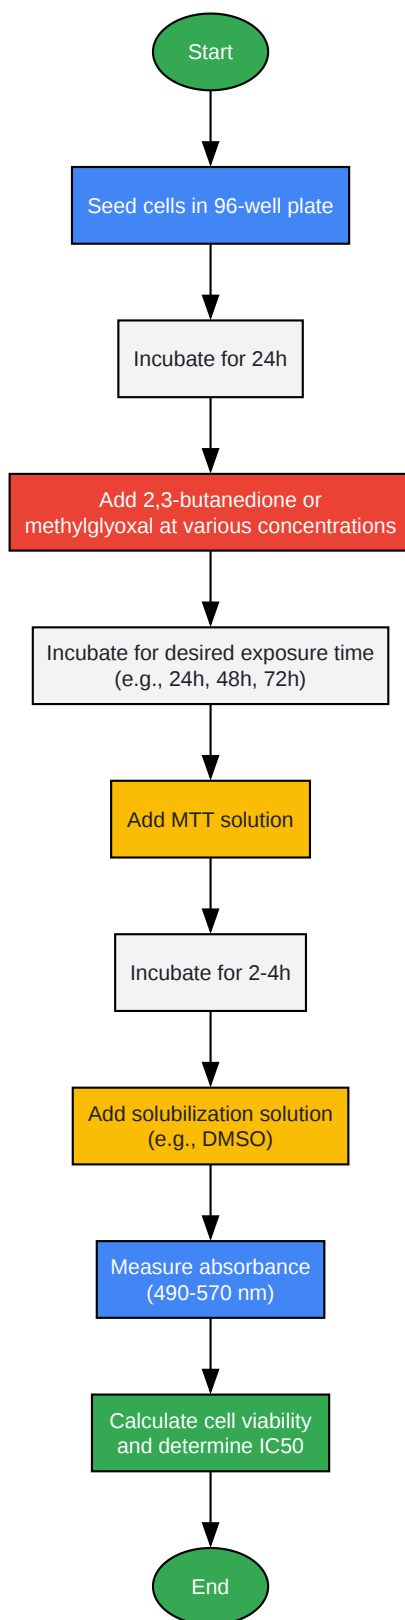 Start
Seed cells in 96-well plate
Incubate for 24h
Add 2,3-butanedione or
methylglyoxal at various concentrations
Incubate for desired exposure time
(e.g., 24h, 48h, 72h)
Add MTT solution
Incubate for 2-4h
Add solubilization solution
(e.g., DMSO)
Measure absorbance
(490-570 nm)
Calculate cell viability
and determine IC50
End